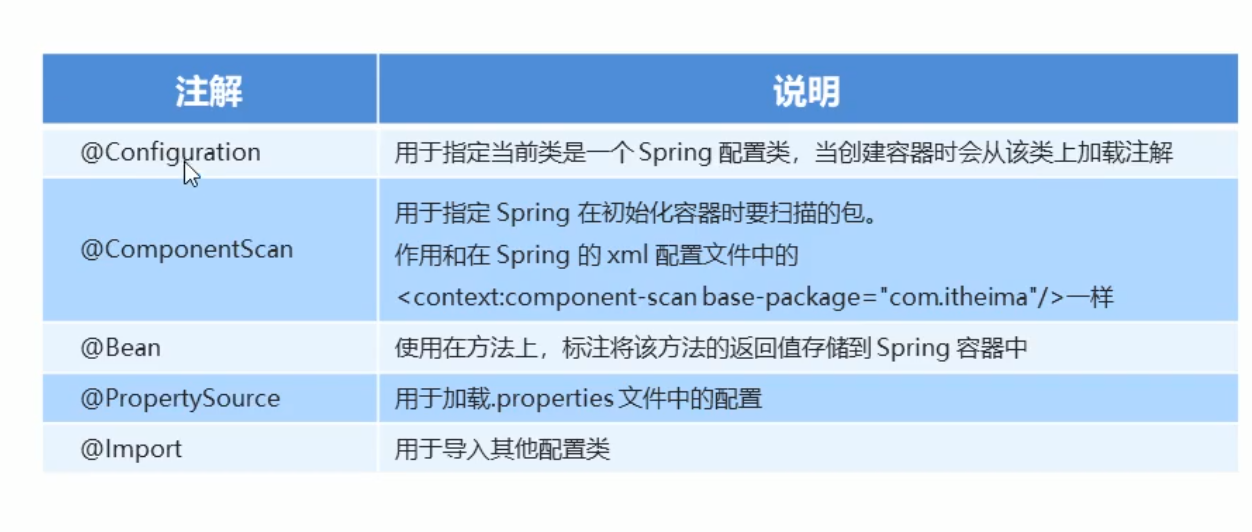 注解 说明
@Configuration 用于指定当前类是一个 Spring 配置类，当创建容器时会从该类上加载注解
@ComponentScan 用于指定 Spring 在初始化容器时要扫描的包。
作用和在 Spring 的 xml 配置文件中的
<context:component-scan base-package="com.itheima"/>一样
@Bean 使用在方法上，标注将该方法的返回值存储到 Spring 容器中
@PropertySource 用于加载.properties 文件中的配置
@Import 用于导入其他配置类